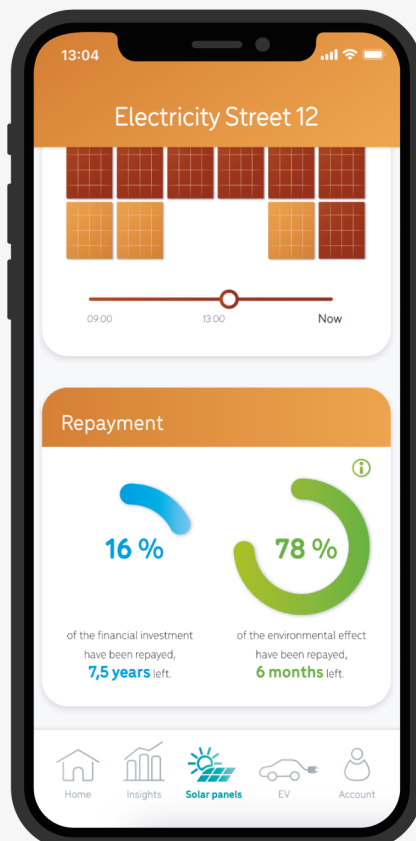 13:04
Electricity Street 12
09:00 13:00 Now
Repayment
16 % 78 %
of the financial investment
have been repayed,
7,5 years left.
of the environmental effect
have been repayed,
6 months left.
Home Insights Solar panels EV Account